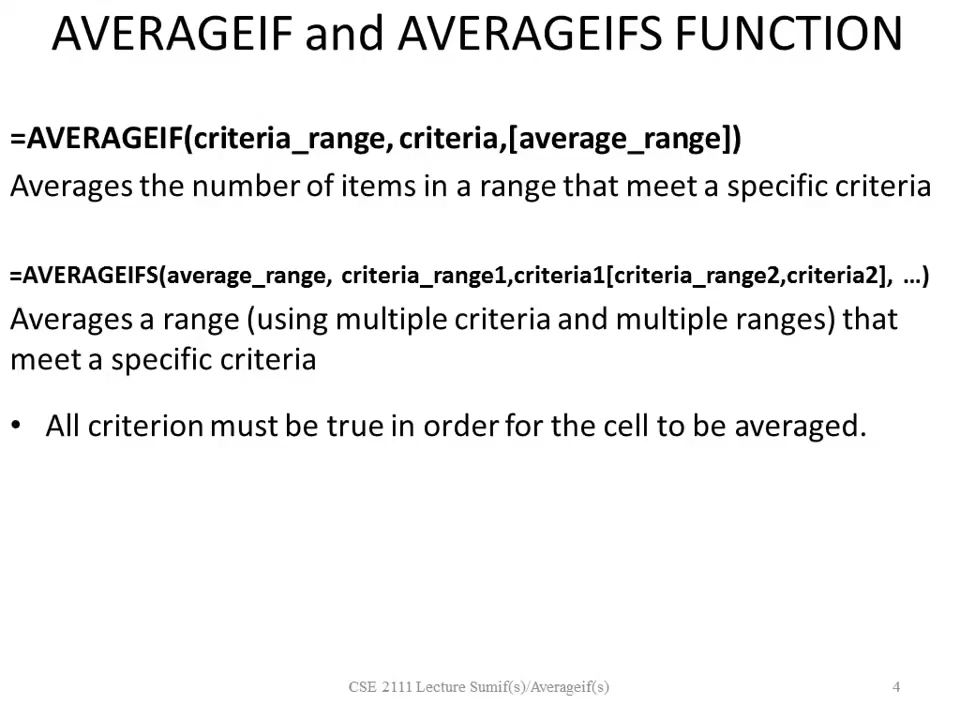 AVERAGEIF and AVERAGEIFS FUNCTION
=AVERAGEIF(criteria_range, criteria,[average_range])
Averages the number of items in a range that meet a specific criteria
=AVERAGEIFS(average_range, criteria_range1,criteria1[criteria_range2,criteria2], …)
Averages a range (using multiple criteria and multiple ranges) that
meet a specific criteria
• All criterion must be true in order for the cell to be averaged.
CSE 2111 Lecture Sumif(s)/Averageif(s)
4